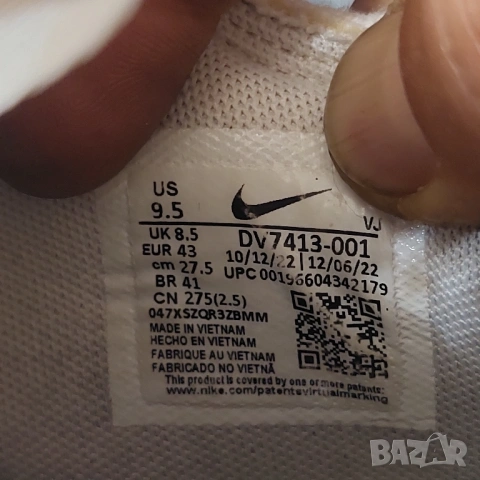 US
9.5
VJ
UK 8.5
DV7413-001
EUR 43
10/12/22 | 12/06/22
cm 27.5
UPC 00196604342179
BR 41
CN 275(2.5)
047XSZQR3ZBMM
MADE IN VIETNAM
HECHO EN VIETNAM
FABRIQUE AU VIETNAM
FABRICADO NO VIETNÃ
This product is covered by one or more patents:
www.nike.com/patentsvirtualmarking
BAZAR